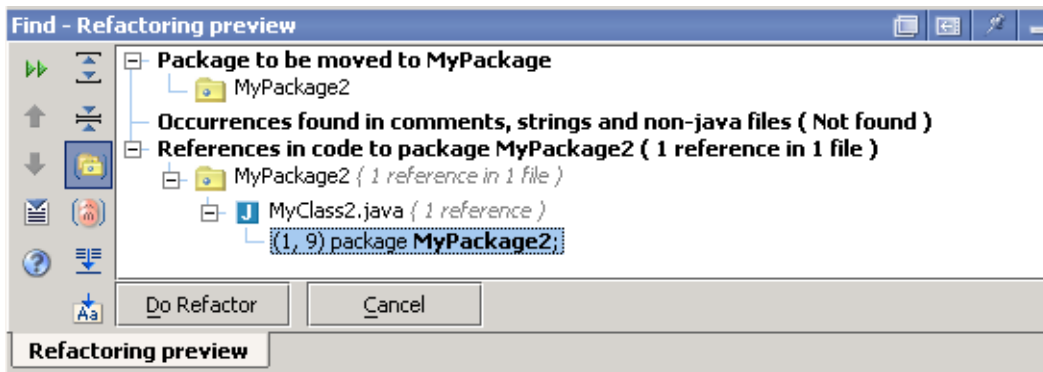 Find - Refactoring preview
Package to be moved to MyPackage
MyPackage2
Occurrences found in comments, strings and non-java files ( Not found )
References in code to package MyPackage2 ( 1 reference in 1 file )
MyPackage2 ( 1 reference in 1 file )
J MyClass2.java ( 1 reference )
(1, 9) package MyPackage2;
? 
Aa
Do Refactor Cancel
Refactoring preview